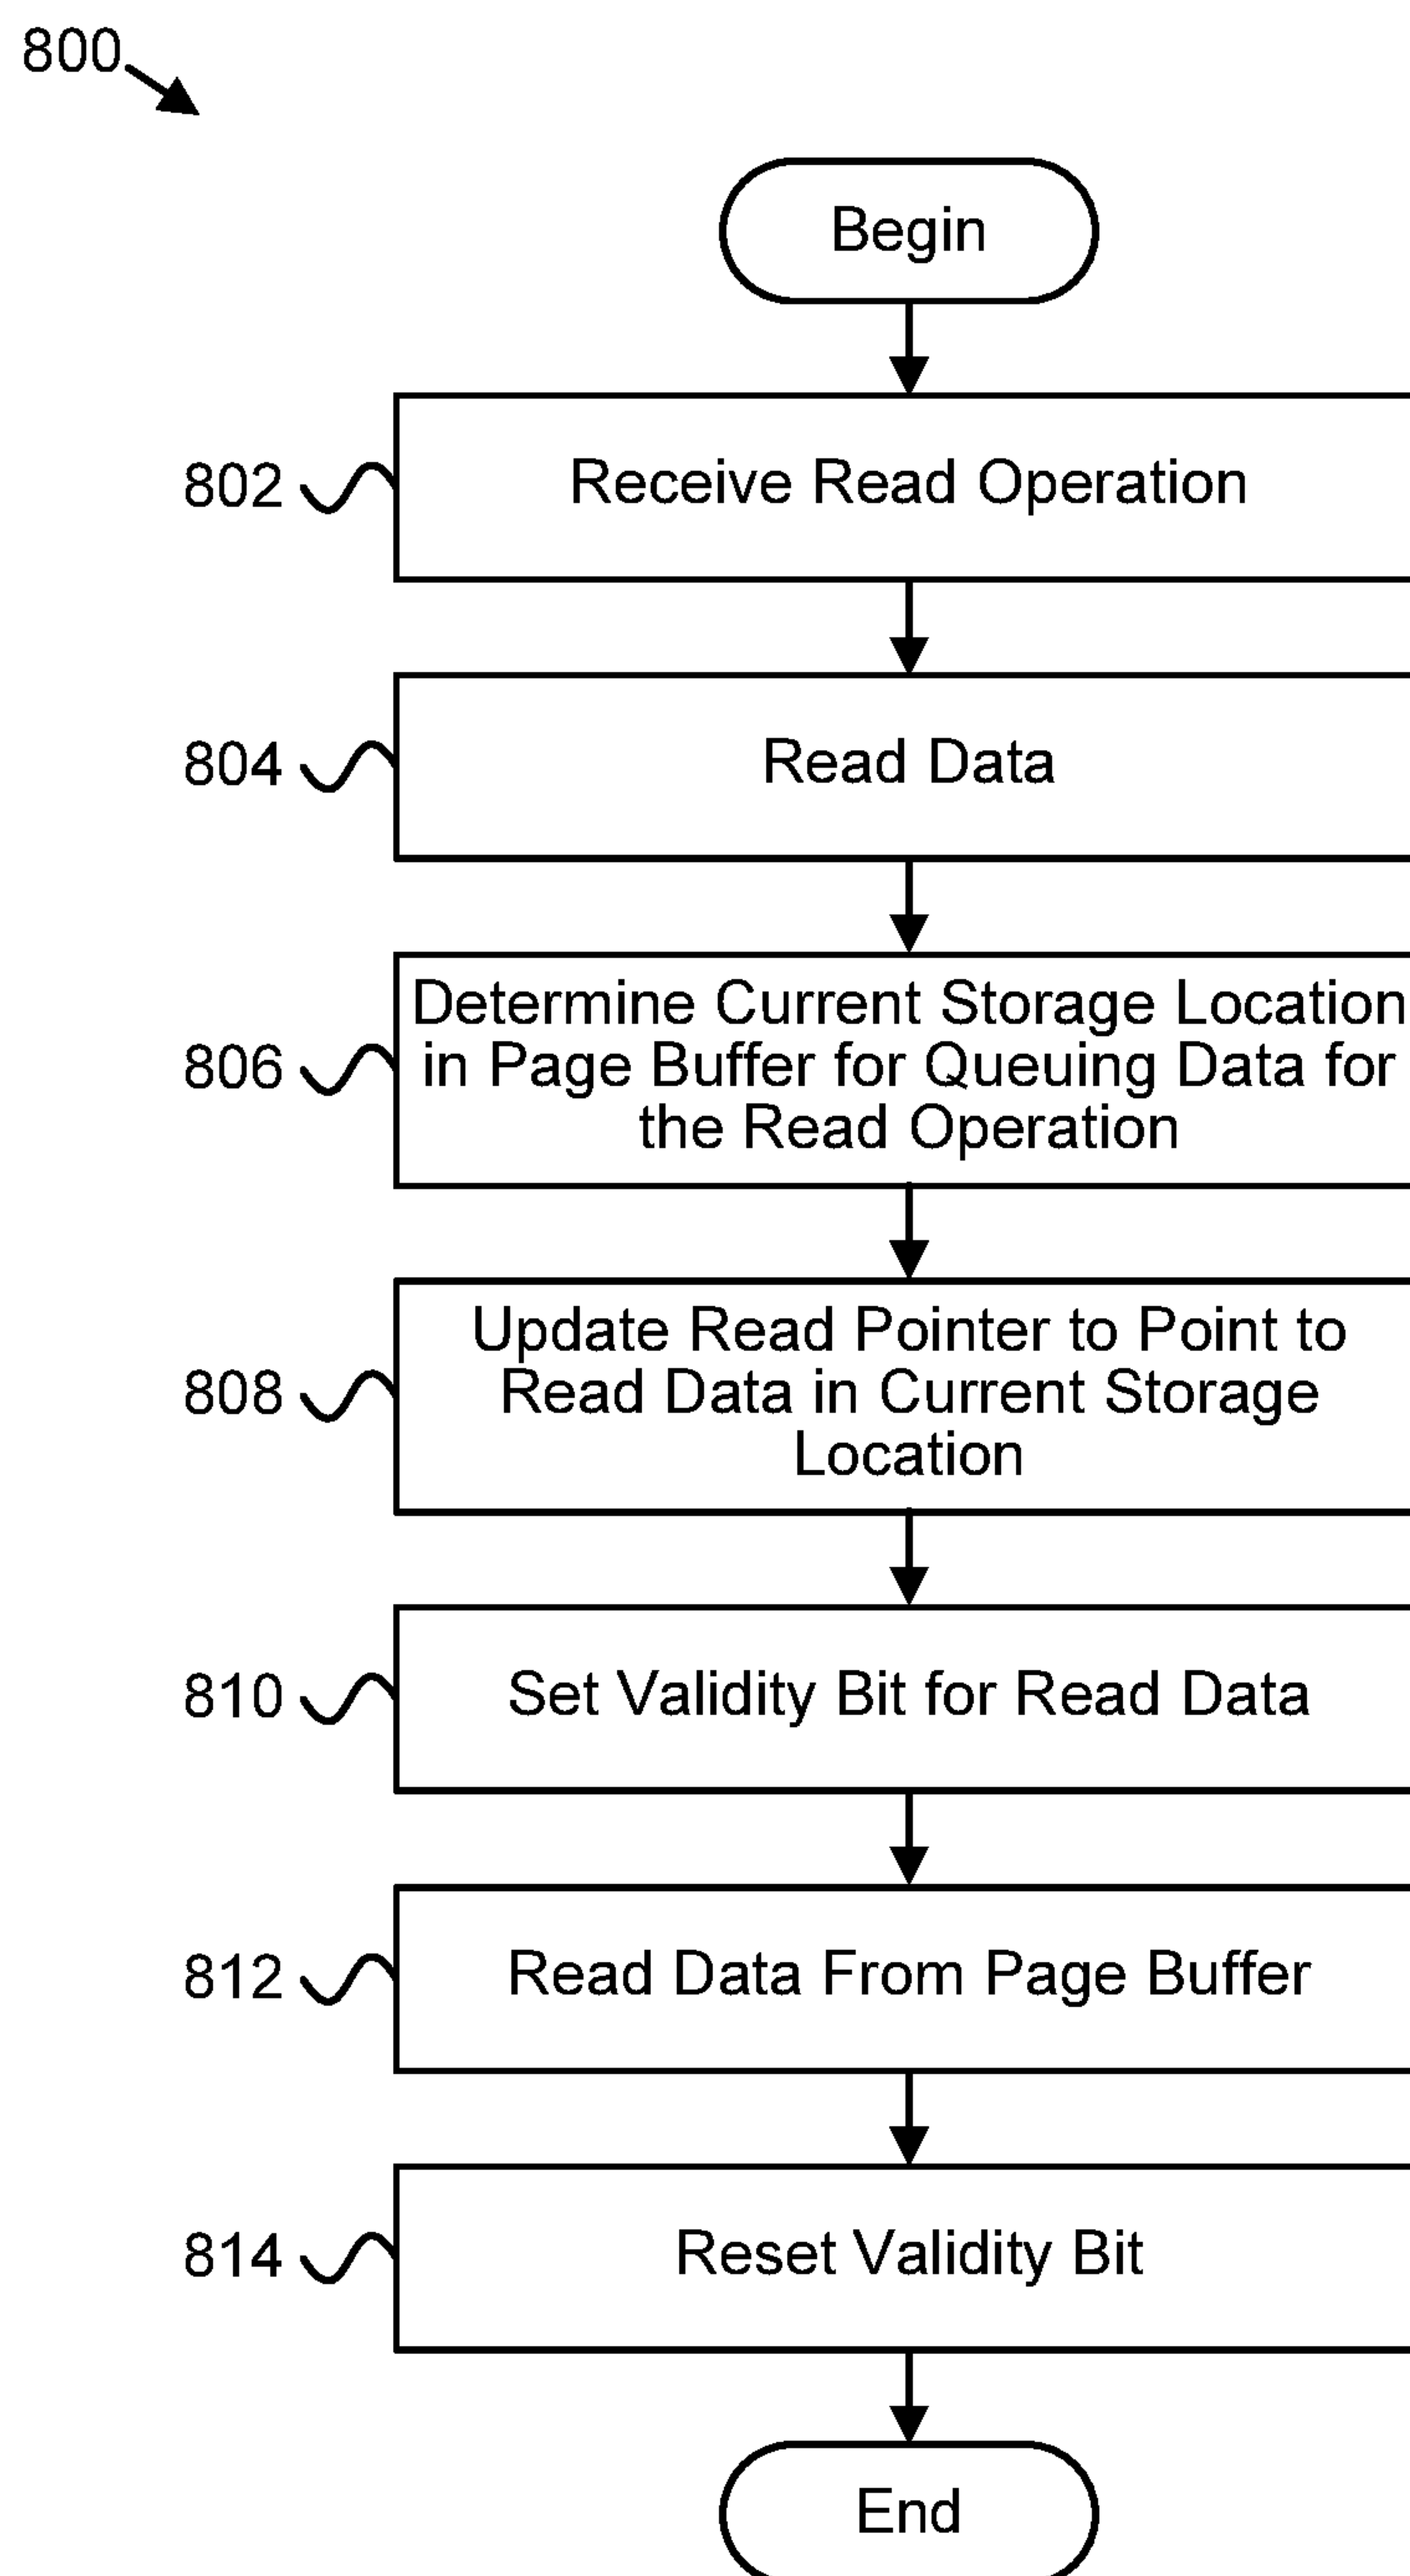 800
Begin
802
Receive Read Operation
804
Read Data
806
Determine Current Storage Location
in Page Buffer for Queuing Data for
the Read Operation
808
Update Read Pointer to Point to
Read Data in Current Storage
Location
810
Set Validity Bit for Read Data
812
Read Data From Page Buffer
814
Reset Validity Bit
End